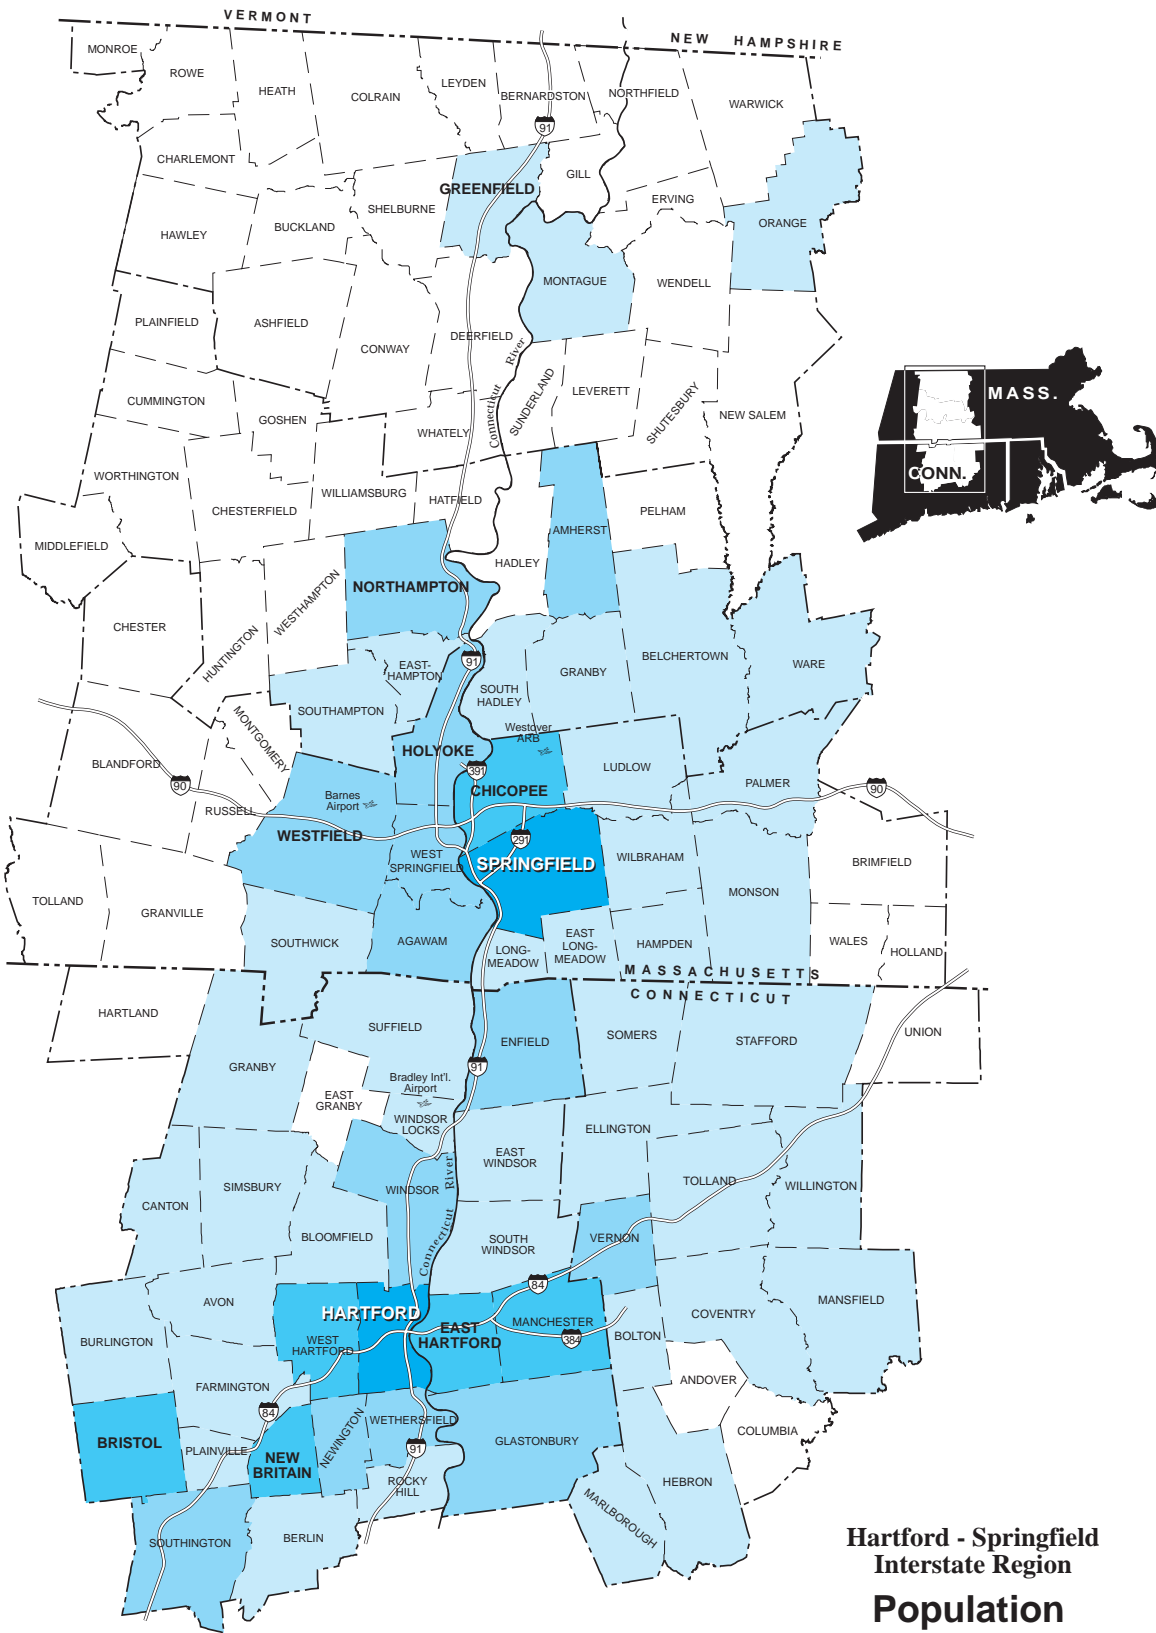 VERMONT
NEW HAMPSHIRE
MONROE
ROWE
HEATH
COLRAIN
LEYDEN
BERNARDSTON
NORTHFIELD
WARWICK
91
CHARLEMONT
GILL
GREENFIELD
SHELBURNE
ERVING
BUCKLAND
HAWLEY
ORANGE
MONTAGUE
WENDELL
PLAINFIELD
ASHFIELD
CONWAY
DEERFIELD
Connecticut River
SUNDERLAND
LEVERETT
SHUTESBURY
NEW SALEM
MASS.
CONN.
CUMMINGTON
GOSHEN
WHATELY
WORTHINGTON
WILLIAMSBURG
HATFIELD
CHESTERFIELD
PELHAM
AMHERST
MIDDLEFIELD
HADLEY
NORTHAMPTON
WESTHAMPTON
CHESTER
HUNTINGTON
EAST-
HAMPTON
91
BELCHERTOWN
WARE
GRANBY
SOUTH
HADLEY
SOUTHAMPTON
MONTGOMERY
Westover
ARB
HOLYOKE
BLANDFORD
391
LUDLOW
90
PALMER
90
CHICOPEE
Barnes
Airport
RUSSELL
WESTFIELD
291
WEST
SPRINGFIELD
SPRINGFIELD
WILBRAHAM
BRIMFIELD
MONSON
TOLLAND
GRANVILLE
SOUTHWICK
AGAWAM
LONG-
MEADOW
EAST
LONG-
MEADOW
HAMPDEN
WALES
HOLLAND
MASSACHUSETTS
CONNECTICUT
HARTLAND
SUFFIELD
ENFIELD
SOMERS
STAFFORD
UNION
GRANBY
91
Bradley Int'l.
Airport
EAST
GRANBY
WINDSOR
LOCKS
ELLINGTON
EAST
WINDSOR
SIMSBURY
CANTON
WINDSOR
Connecticut River
TOLLAND
WILLINGTON
BLOOMFIELD
SOUTH
WINDSOR
VERNON
84
AVON
HARTFORD
MANSFIELD
COVENTRY
MANCHESTER
EAST
HARTFORD
384
BOLTON
BURLINGTON
WEST
HARTFORD
FARMINGTON
ANDOVER
84
WETHERSFIELD
NEWINGTON
COLUMBIA
BRISTOL
PLAINVILLE
91
GLASTONBURY
NEW
BRITAIN
ROCKY
HILL
HEBRON
MARLBOROUGH
SOUTHINGTON
BERLIN
Hartford - Springfield
Interstate Region
Population